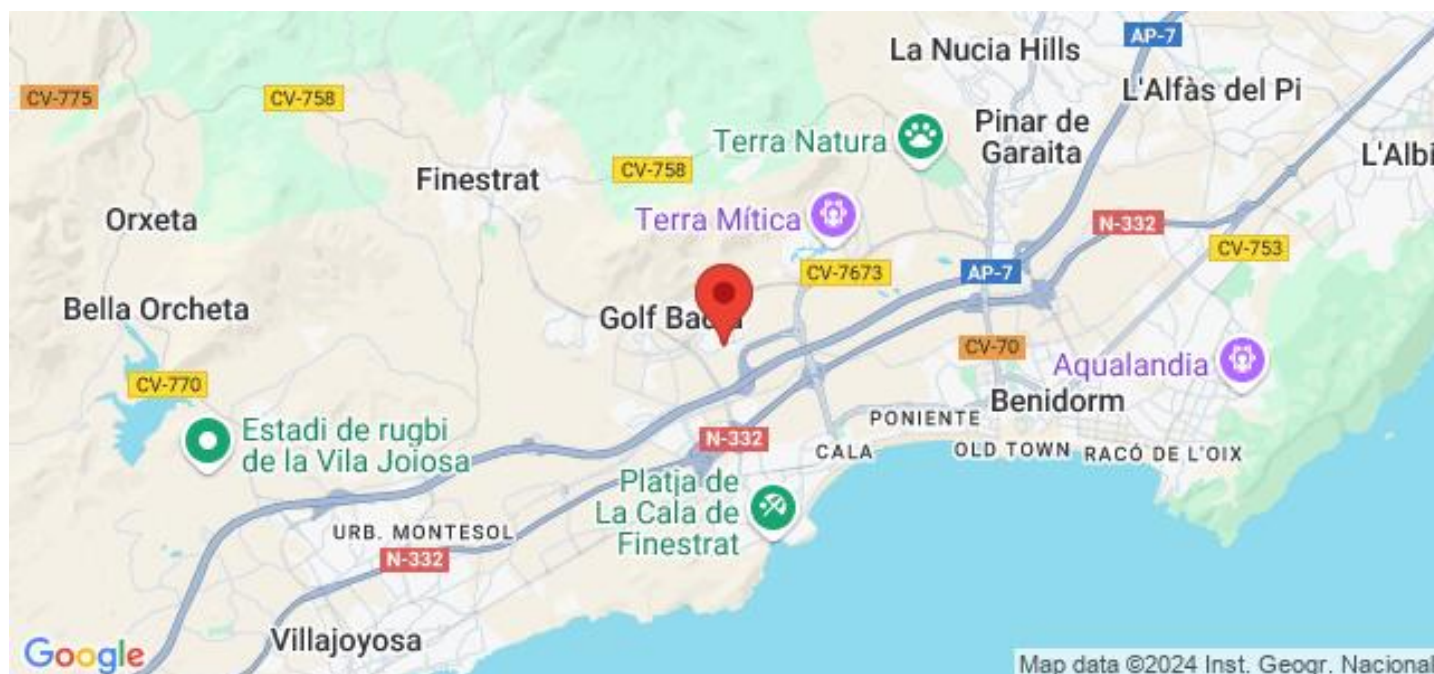 La Nucia Hills
AP-7
CV-775
CV-758
L'Alfàs del Pi
Terra Natura
Pinar de
Garaita
L'Albi
Finestrat
CV-758
Orxeta
Terra Mítica
N-332
CV-753
CV-7673
AP-7
Bella Orcheta
Golf
CV-70
Aqualandia
CV-770
Benidorm
PONIENTE
Estadi de rugbi
de la Vila Joiosa
N-332
CALA
OLD TOWN
RACÓ DE L'OIX
Platja de
La Cala de
Finestrat
URB. MONTESOL
N-332
Villajoyosa
Google
Map data ©2024 Inst. Geogr. Nacional